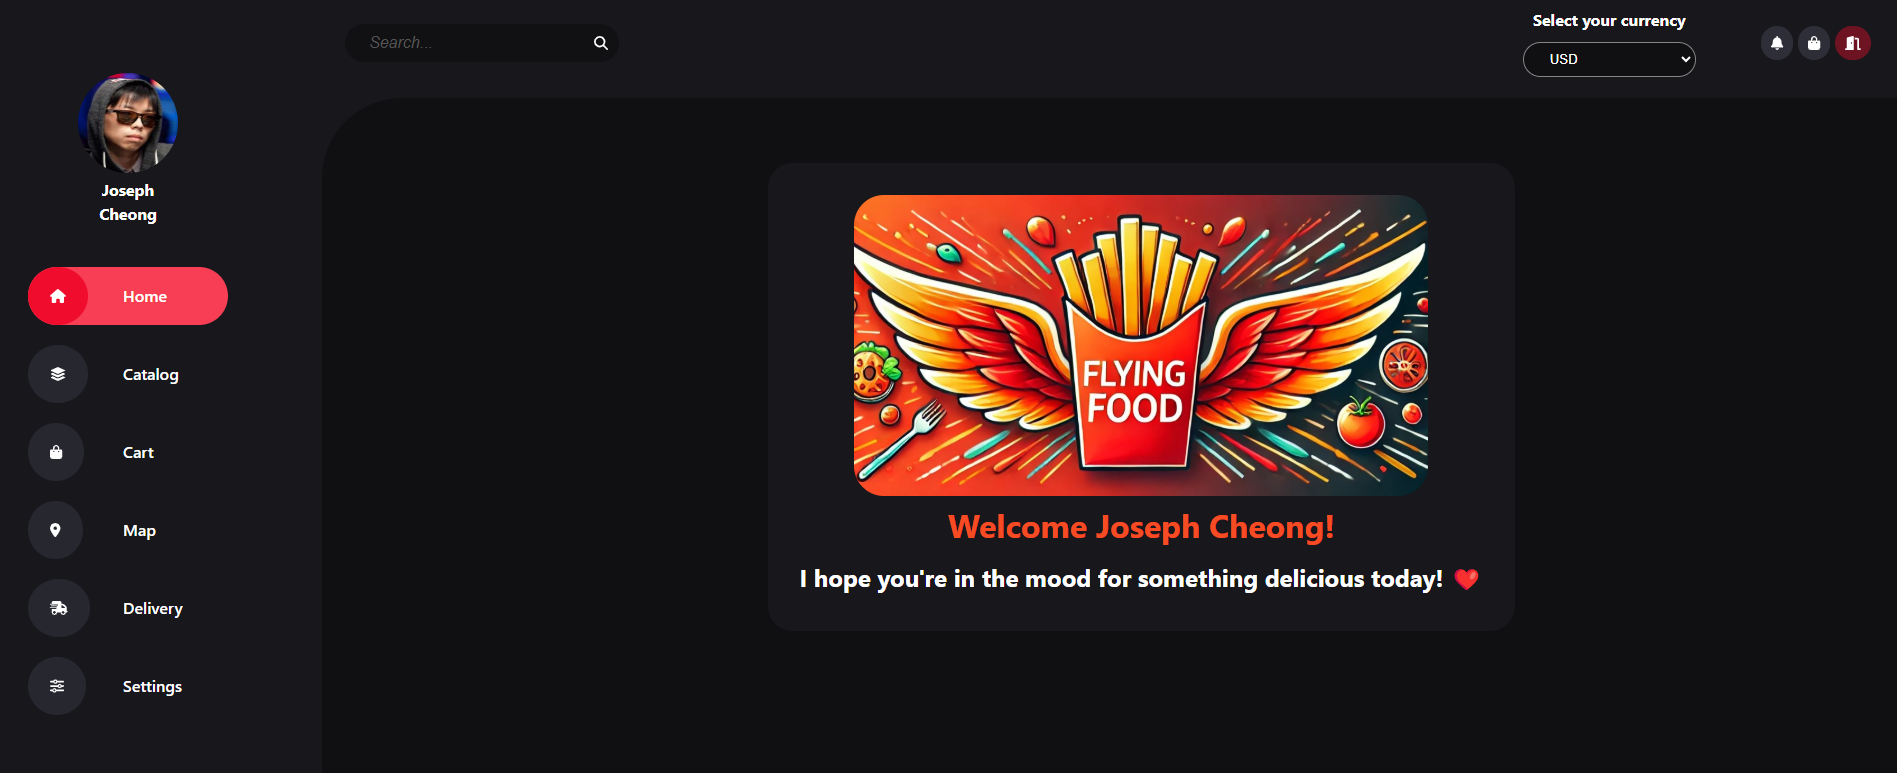 Search...
Select your currency
USD
Joseph
Cheong
Home
Catalog
Cart
Map
Delivery
Settings
FLYING
FOOD
Welcome Joseph Cheong!
I hope you're in the mood for something delicious today! ❤️